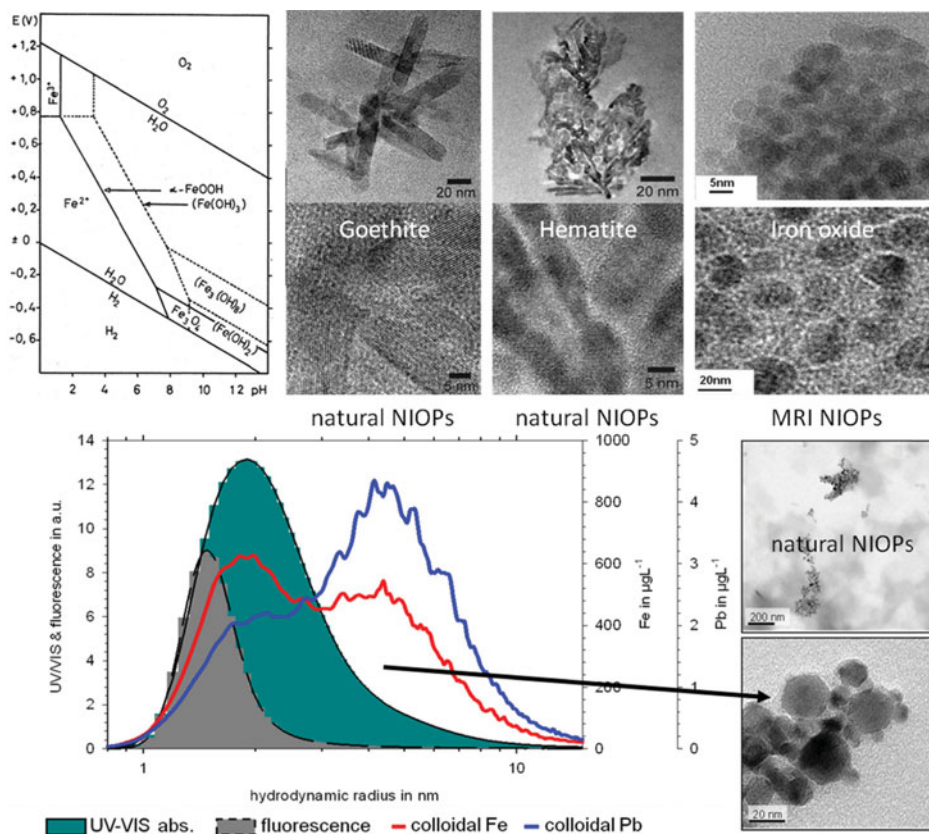 E (V)
+1,2
+1,0
+0,8
+0,4
+0,2
± 0
-0,2
-0,4
-0,6
Fe³⁺
O₂
O₂
H₂O
α-FeOOH
(Fe(OH)₃)
Fe²⁺
H₂O
H₂
H₂
(Fe₃(OH)₈)
Fe₃O₄
(Fe(OH)₂)
0 2 4 6 8 10 12 pH
20 nm
20 nm
5nm
Goethite
Hematite
Iron oxide
5 nm
5 nm
20nm
natural NIOPs
natural NIOPs
MRI NIOPs
14
12
10
8
6
4
2
0
UV/VIS & fluorescence in a.u.
1000
800
600
400
200
0
Fe in µgL⁻¹
5
4
3
2
1
0
Pb in µgL⁻¹
1
10
hydrodynamic radius in nm
UV-VIS abs.
fluorescence
colloidal Fe
colloidal Pb
natural NIOPs
200 nm
20 nm